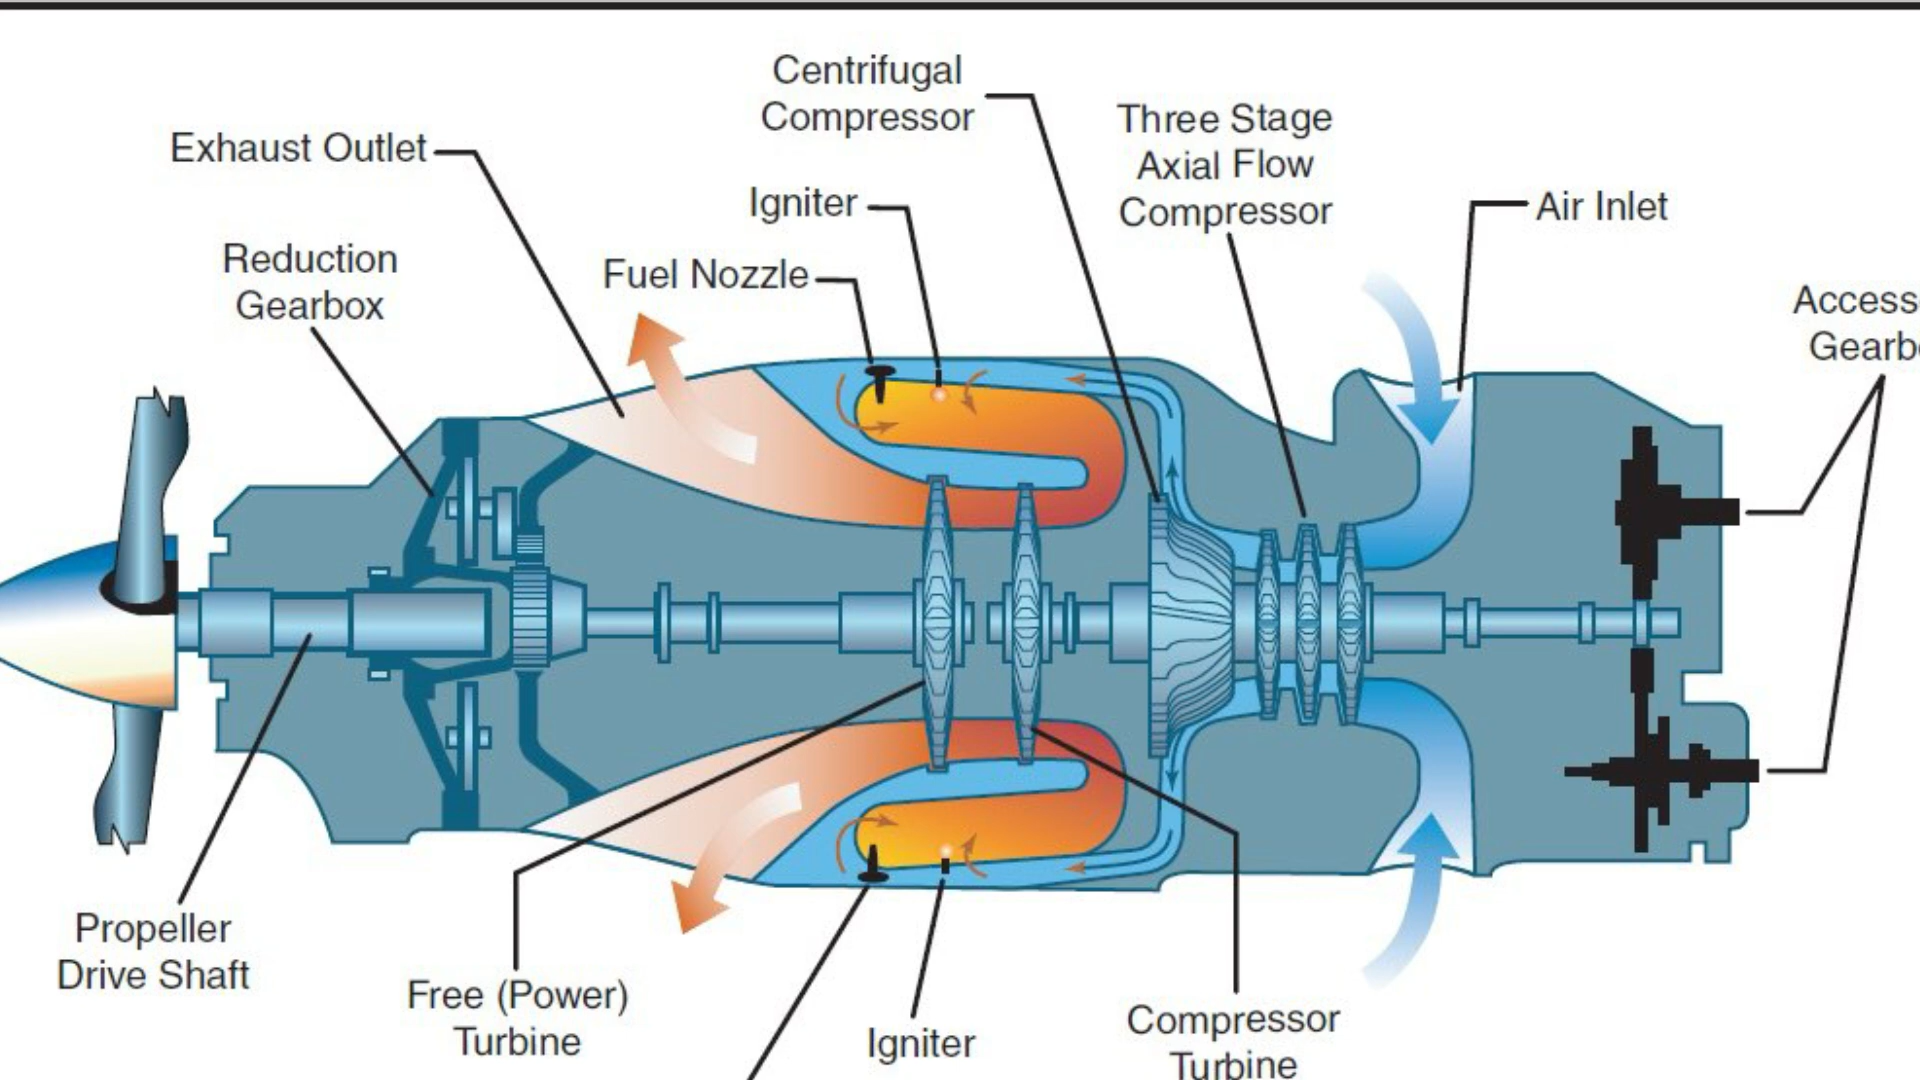 Centrifugal
Compressor
Three Stage
Axial Flow
Compressor
Exhaust Outlet
Igniter
Air Inlet
Reduction
Gearbox
Fuel Nozzle
Propeller
Drive Shaft
Free (Power)
Turbine
Igniter
Compressor
Turbine